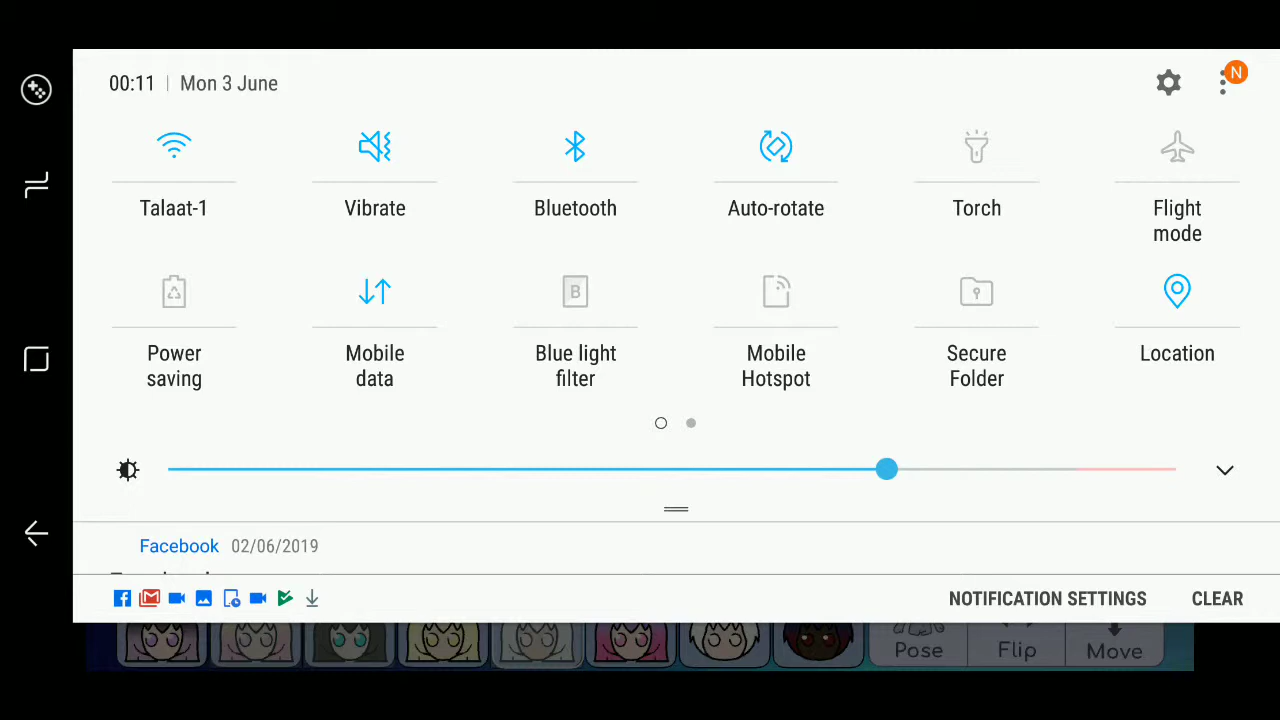 00:11 | Mon 3 June
N
Talaat-1
Vibrate
Bluetooth
Auto-rotate
Torch
Flight
mode
Power
saving
Mobile
data
B
Blue light
filter
Mobile
Hotspot
Secure
Folder
Location
Facebook 02/06/2019
NOTIFICATION SETTINGS
CLEAR
Pose
Flip
Move